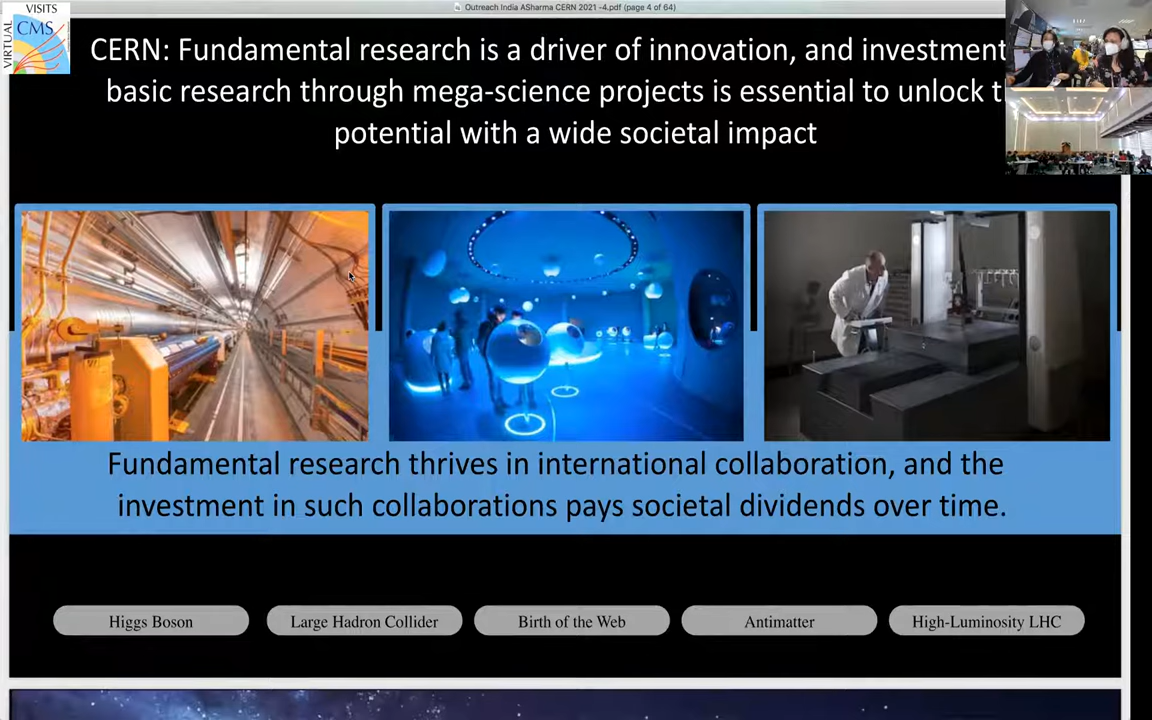 Outreach India ASharma CERN 2021 -4.pdf (page 4 of 64)
VISITS
VIRTUAL
CMS
CERN: Fundamental research is a driver of innovation, and investment
basic research through mega-science projects is essential to unlock
potential with a wide societal impact
Fundamental research thrives in international collaboration, and the
investment in such collaborations pays societal dividends over time.
Higgs Boson
Large Hadron Collider
Birth of the Web
Antimatter
High-Luminosity LHC